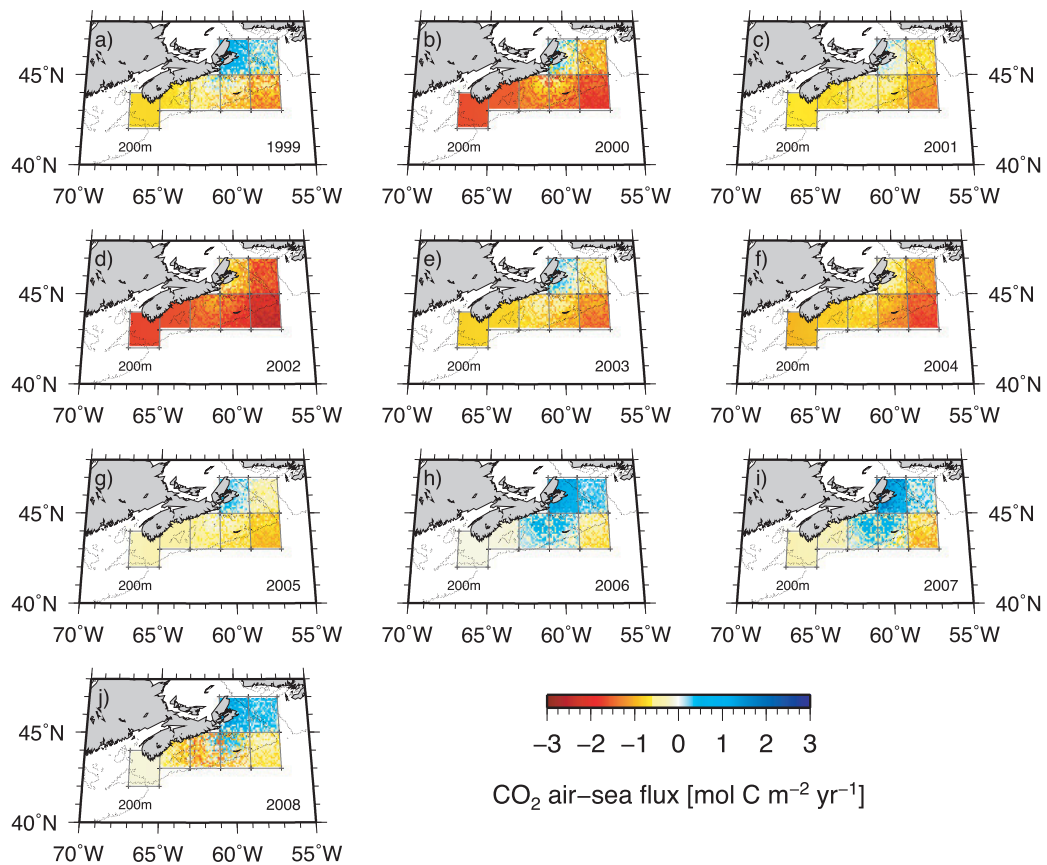 a) b) c)
45˚N 45˚N
200m 1999 200m 2000 200m 2001
40˚N 40˚N
70˚W 65˚W 60˚W 55˚W 70˚W 65˚W 60˚W 55˚W 70˚W 65˚W 60˚W 55˚W
d) e) f)
45˚N 45˚N
200m 2002 200m 2003 200m 2004
40˚N 40˚N
70˚W 65˚W 60˚W 55˚W 70˚W 65˚W 60˚W 55˚W 70˚W 65˚W 60˚W 55˚W
g) h) i)
45˚N 45˚N
200m 2005 200m 2006 200m 2007
40˚N 40˚N
70˚W 65˚W 60˚W 55˚W 70˚W 65˚W 60˚W 55˚W 70˚W 65˚W 60˚W 55˚W
j)
45˚N
200m 2008
40˚N
70˚W 65˚W 60˚W 55˚W
−3 −2 −1 0 1 2 3
CO₂ air−sea flux [mol C m⁻² yr⁻¹]